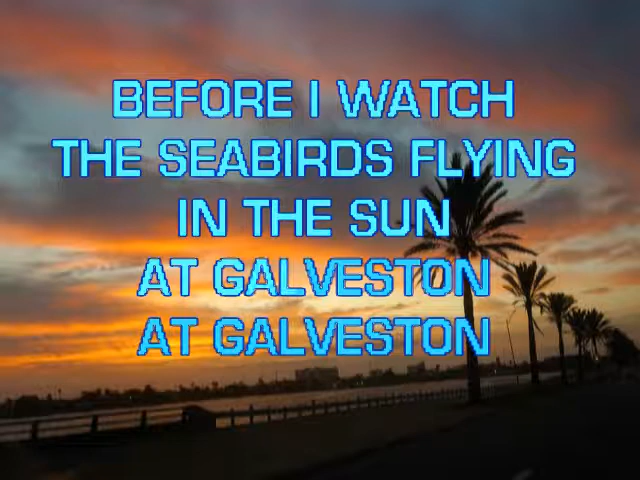 BEFORE I WATCH
THE SEABIRDS FLYING
IN THE SUN
AT GALVESTON
AT GALVESTON